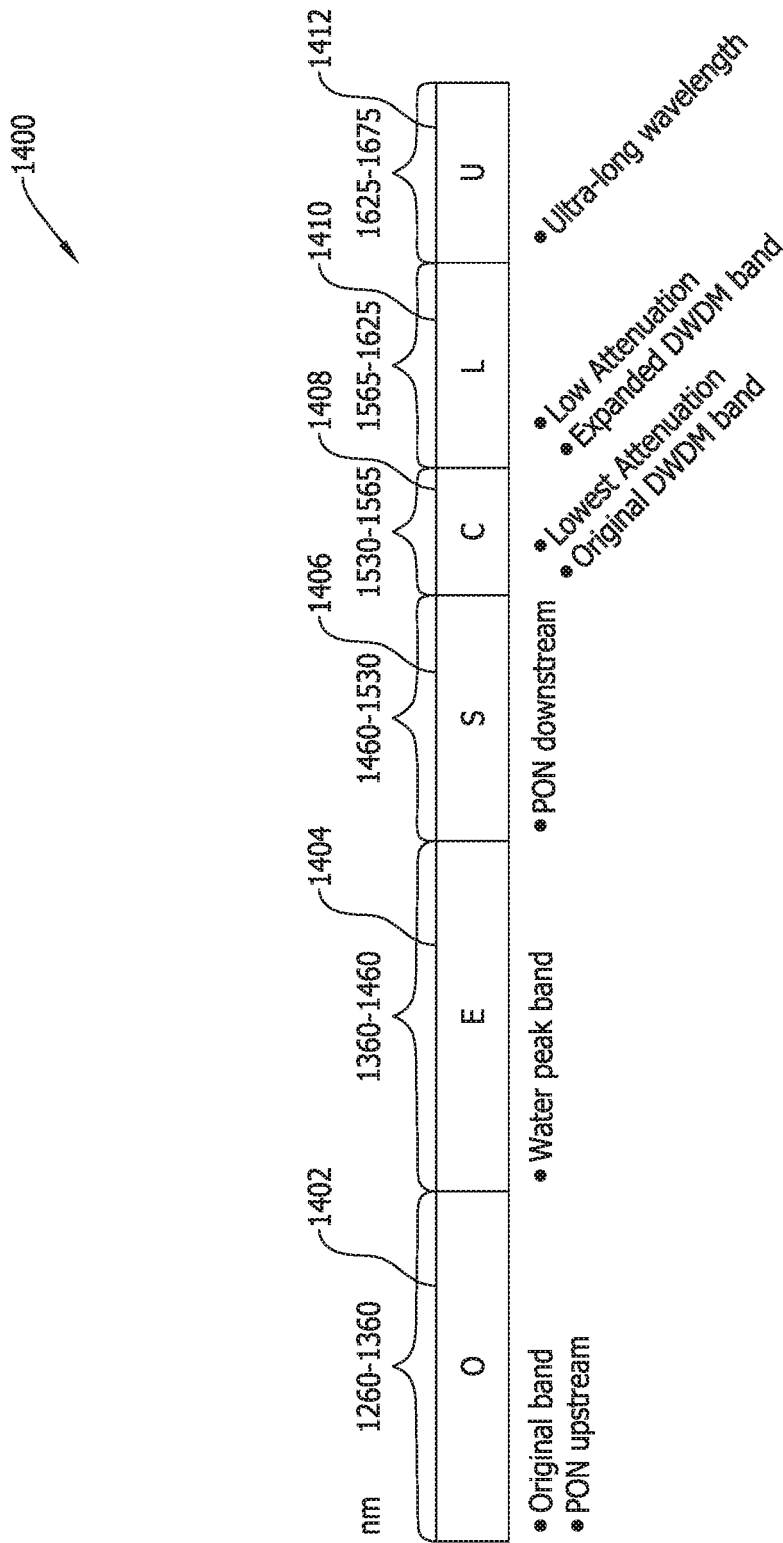 1400
1402
1404
1406
1408
1410
1412
nm
1260-1360
1360-1460
1460-1530
1530-1565
1565-1625
1625-1675
O
E
S
C
L
U
• Original band
• PON upstream
• Water peak band
• PON downstream
• Lowest Attenuation
• Original DWDM band
• Low Attenuation
• Expanded DWDM band
• Ultra-long wavelength